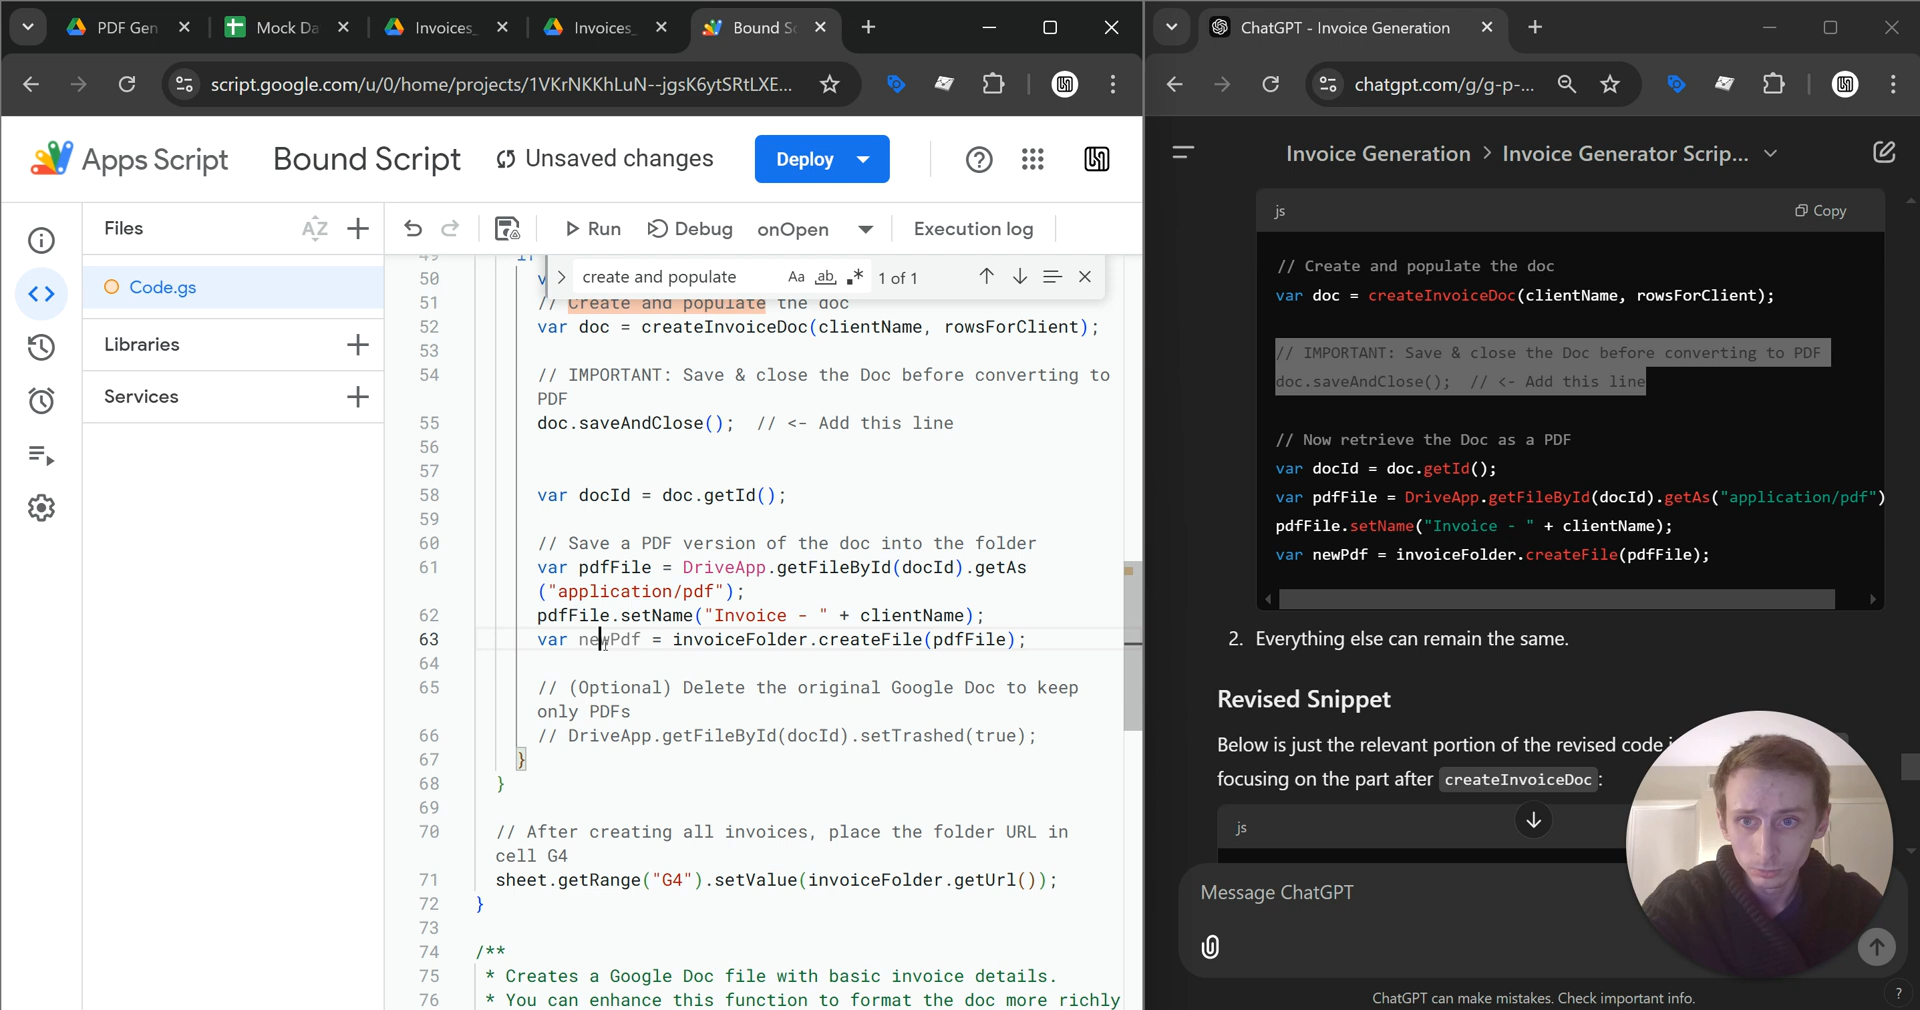 PDF Gen
Mock Da
Invoices_
Invoices_
Bound Sc
ChatGPT - Invoice Generation
script.google.com/u/0/home/projects/1VKrNKKhLuN--jgsK6ytSRtLXE...
chatgpt.com/g/g-p-...
Apps Script
Bound Script
Unsaved changes
Deploy
Invoice Generation > Invoice Generator Scrip...
Files
AZ
Run
Debug
onOpen
Execution log
Code.gs
Libraries
Services
create and populate
Aa
ab
1 of 1
49
50
51 // Create and populate the doc
52 var doc = createInvoiceDoc(clientName, rowsForClient);
53
54 // IMPORTANT: Save & close the Doc before converting to
PDF
55 doc.saveAndClose();  // <- Add this line
56
57
58 var docId = doc.getId();
59
60 // Save a PDF version of the doc into the folder
61 var pdfFile = DriveApp.getFileById(docId).getAs
("application/pdf");
62 pdfFile.setName("Invoice - " + clientName);
63 var newPdf = invoiceFolder.createFile(pdfFile);
64
65 // (Optional) Delete the original Google Doc to keep
only PDFs
66 // DriveApp.getFileById(docId).setTrashed(true);
67 }
68 }
69
70 // After creating all invoices, place the folder URL in
cell G4
71 sheet.getRange("G4").setValue(invoiceFolder.getUrl());
72 }
73
74 /**
75 * Creates a Google Doc file with basic invoice details.
76 * You can enhance this function to format the doc more richly
js
Copy
// Create and populate the doc
var doc = createInvoiceDoc(clientName, rowsForClient);
// IMPORTANT: Save & close the Doc before converting to PDF
doc.saveAndClose();  // <- Add this line
// Now retrieve the Doc as a PDF
var docId = doc.getId();
var pdfFile = DriveApp.getFileById(docId).getAs("application/pdf")
pdfFile.setName("Invoice - " + clientName);
var newPdf = invoiceFolder.createFile(pdfFile);
2. Everything else can remain the same.
Revised Snippet
Below is just the relevant portion of the revised code
focusing on the part after createInvoiceDoc:
js
Message ChatGPT
ChatGPT can make mistakes. Check important info.
?